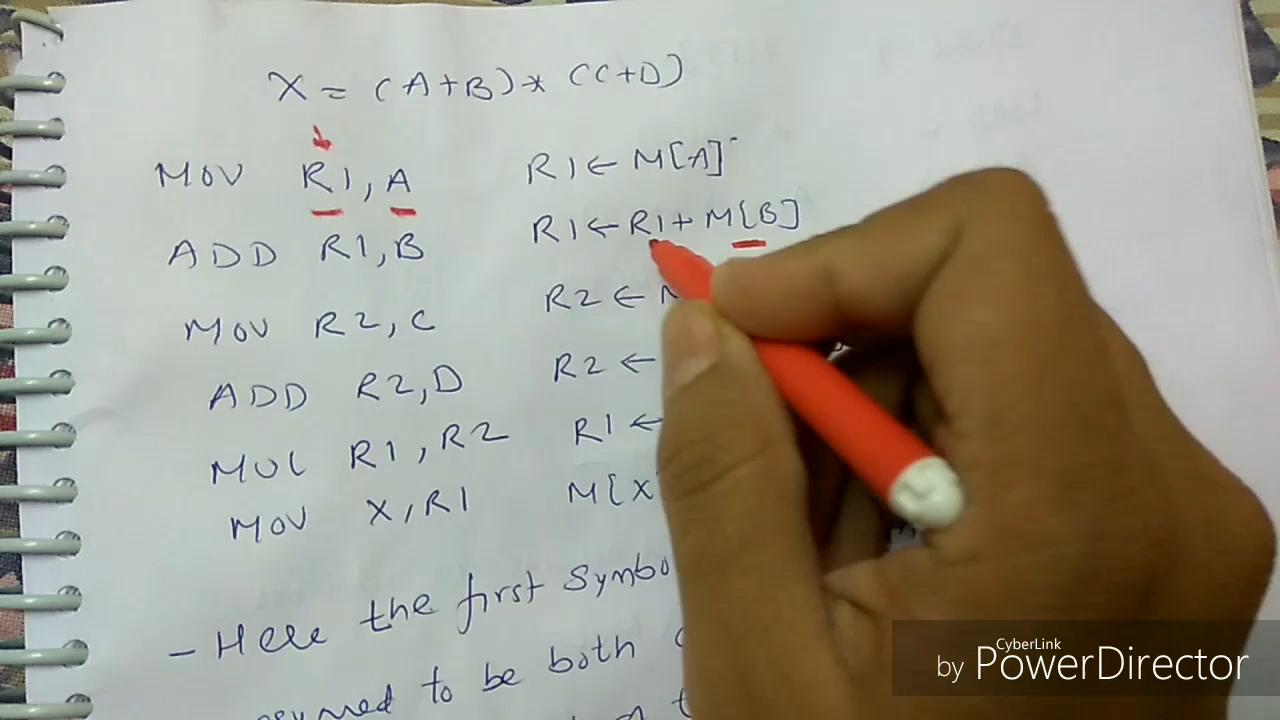 X = (A+B)* (C+D)
MOV R1, A R1 ← M[A]
ADD R1, B R1 ← R1 + M[B]
MOV R2, C R2 ←
ADD R2, D R2 ←
MUL R1, R2 R1 ←
MOV X, R1 M[X
- Here the first
to be both
CyberLink
by PowerDirector